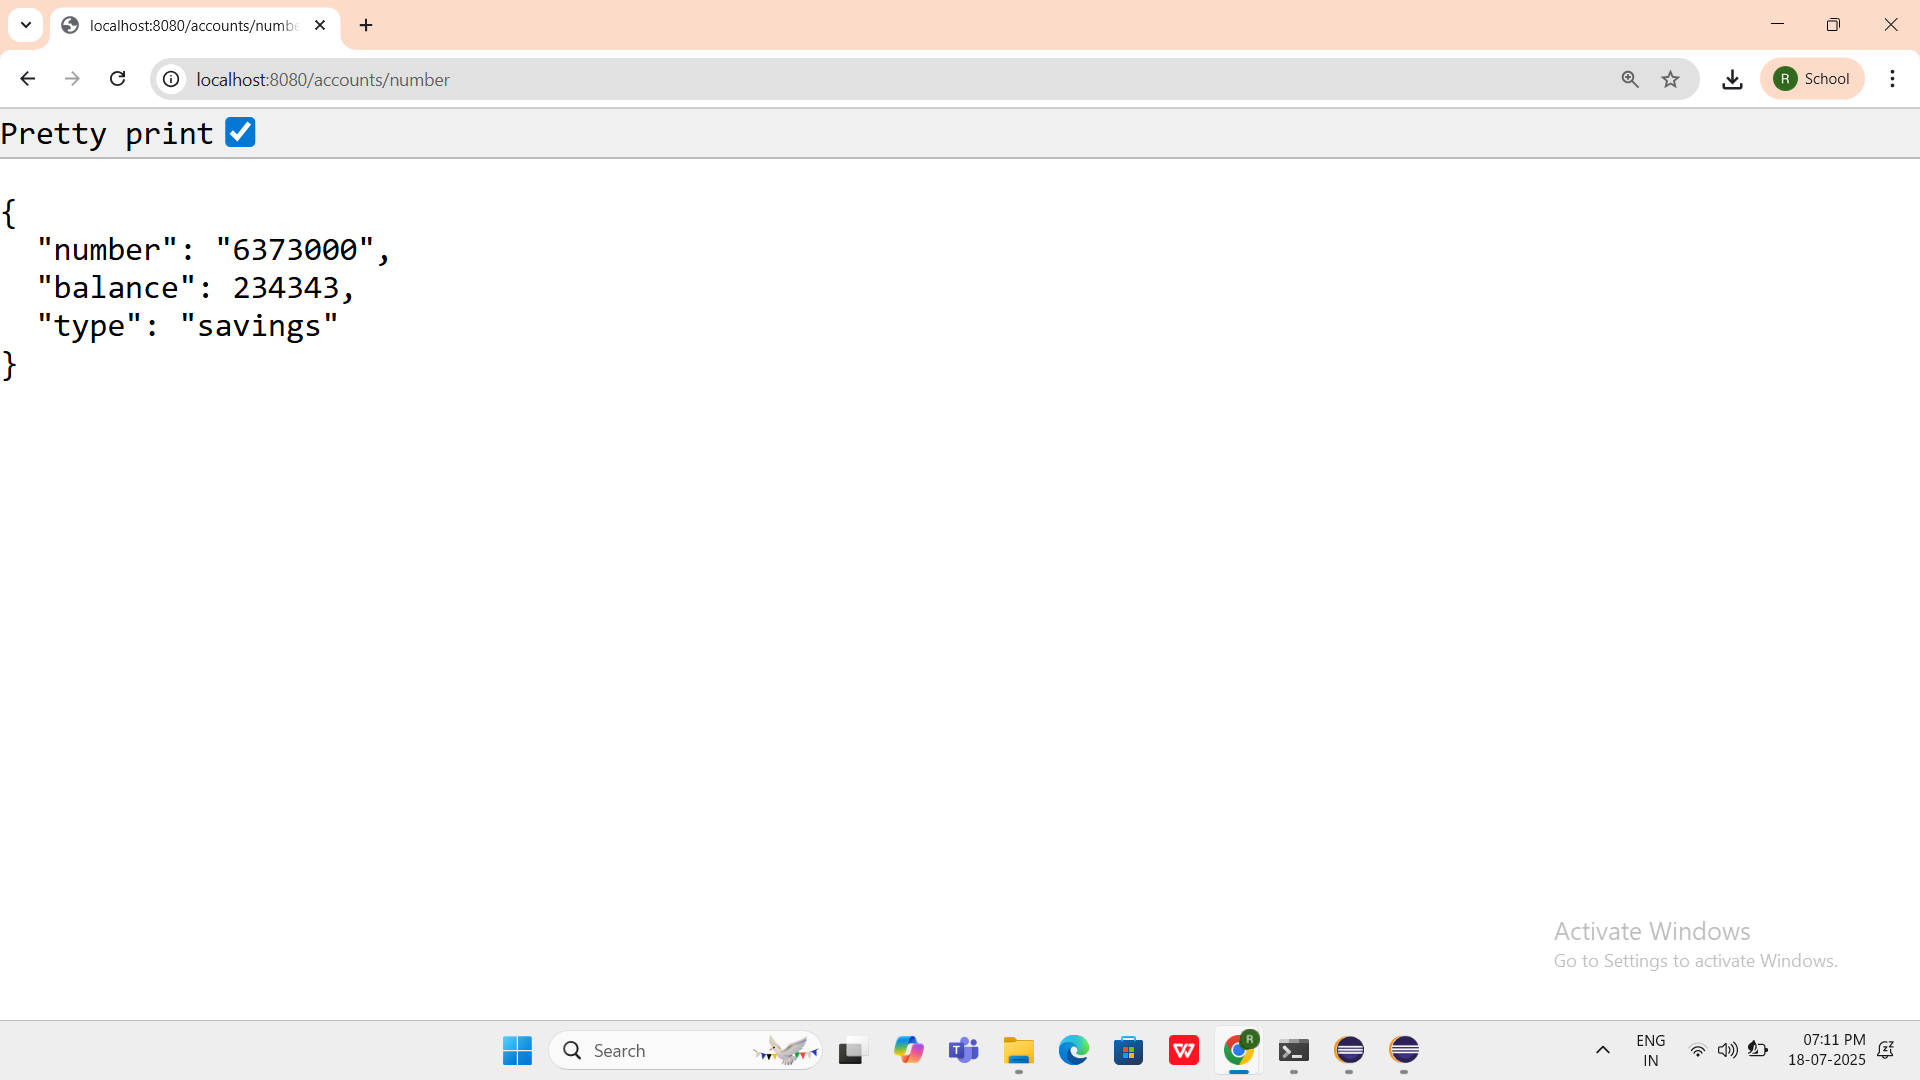 localhost:8080/accounts/numbe
localhost:8080/accounts/number
R School
Pretty print
{
"number": "6373000",
"balance": 234343,
"type": "savings"
}
Activate Windows
Go to Settings to activate Windows.
Search
R
ENG
IN
07:11 PM
18-07-2025